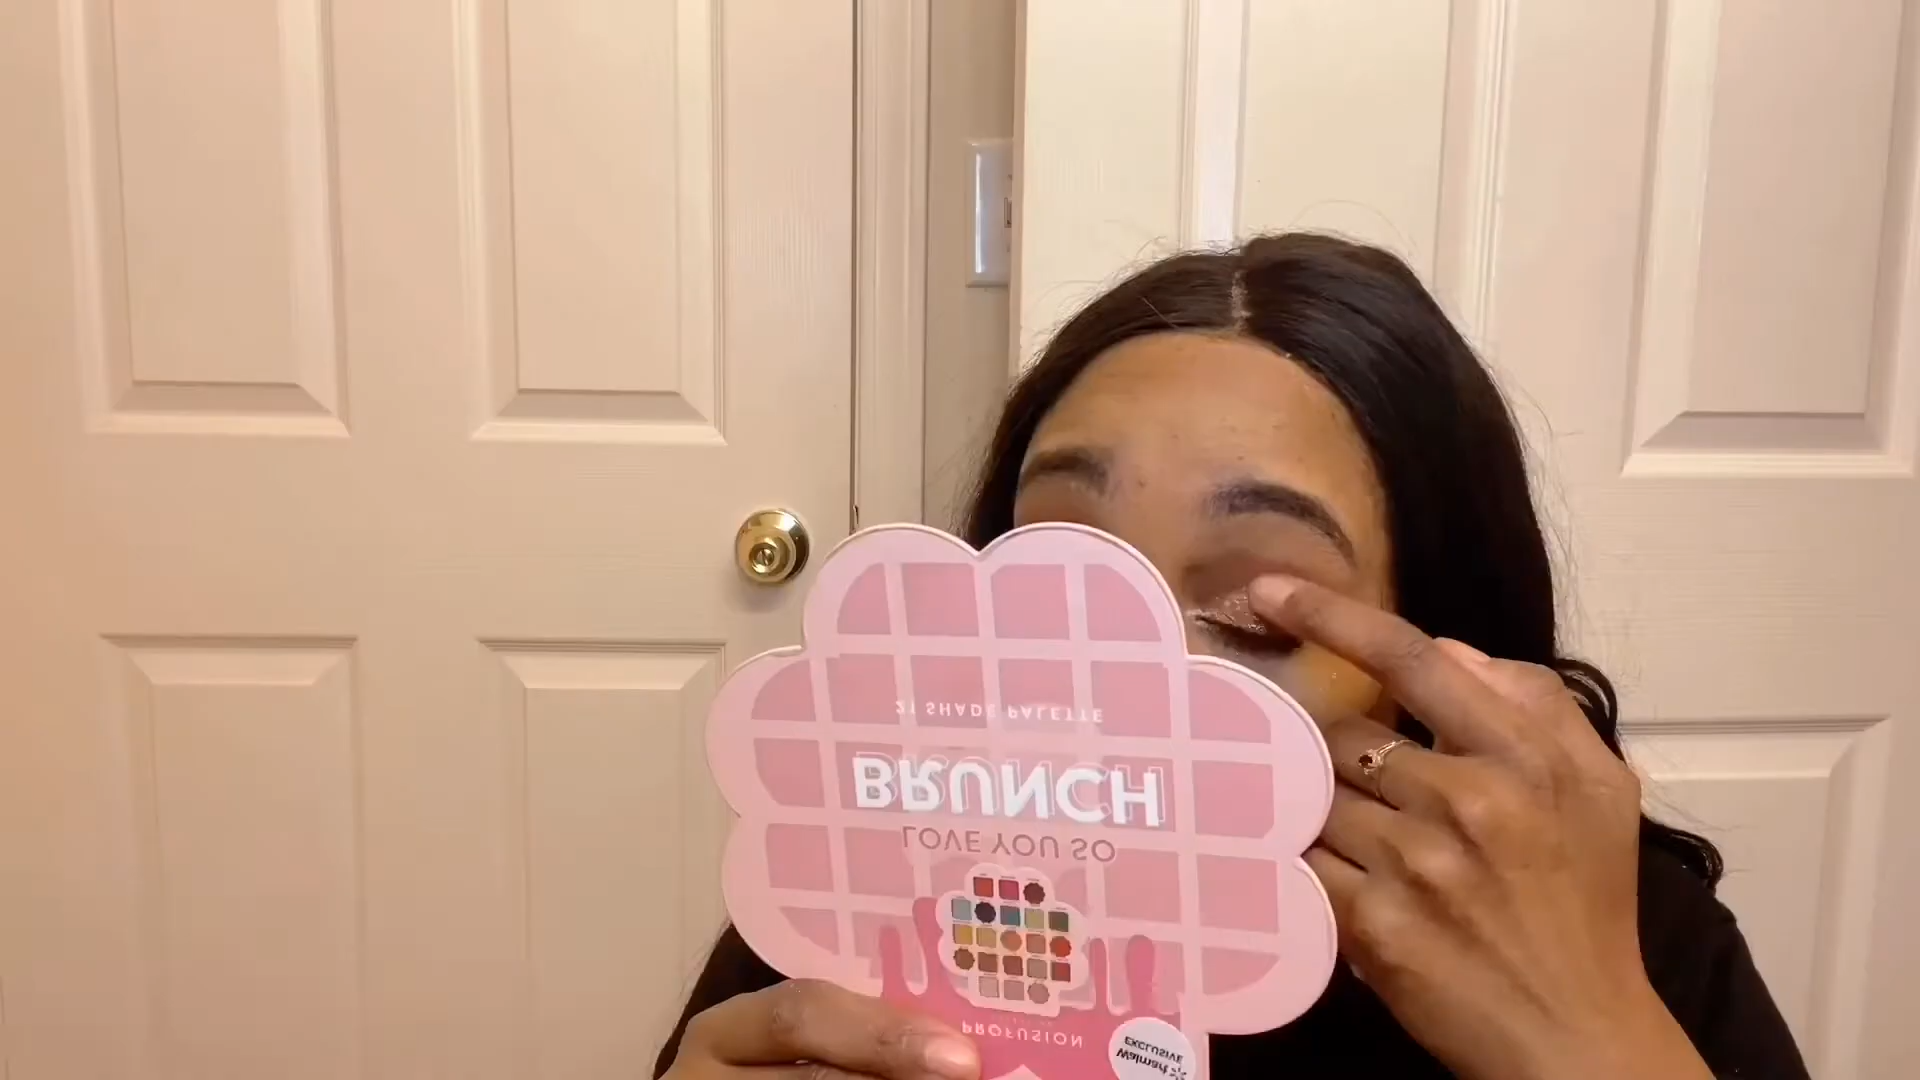 PROFUSION
LOVE YOU SO
BRUNCH
21 SHADE PALETTE
EXCLUSIVE
Walmart